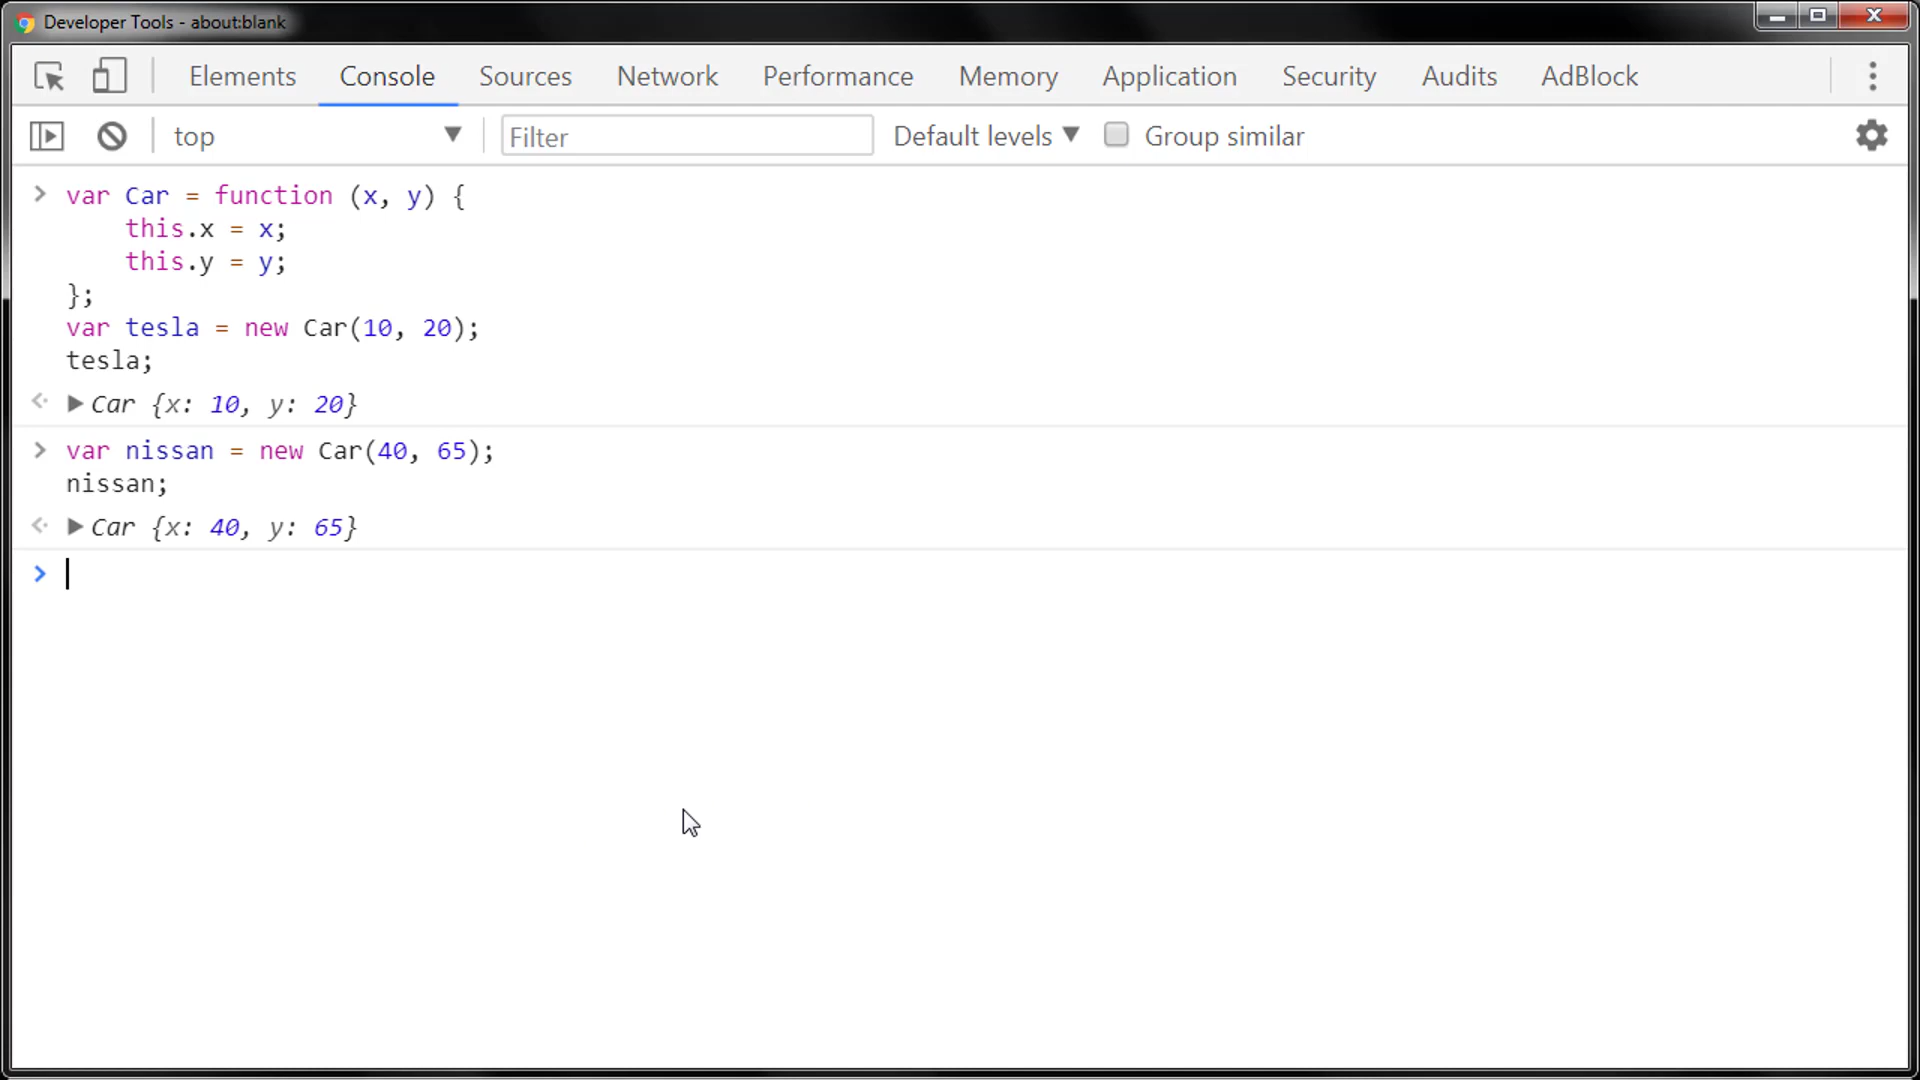 Developer Tools - about:blank
Elements Console Sources Network Performance Memory Application Security Audits AdBlock
top Filter Default levels Group similar
> var Car = function (x, y) {
this.x = x;
this.y = y;
};
var tesla = new Car(10, 20);
tesla;
Car {x: 10, y: 20}
> var nissan = new Car(40, 65);
nissan;
Car {x: 40, y: 65}
>